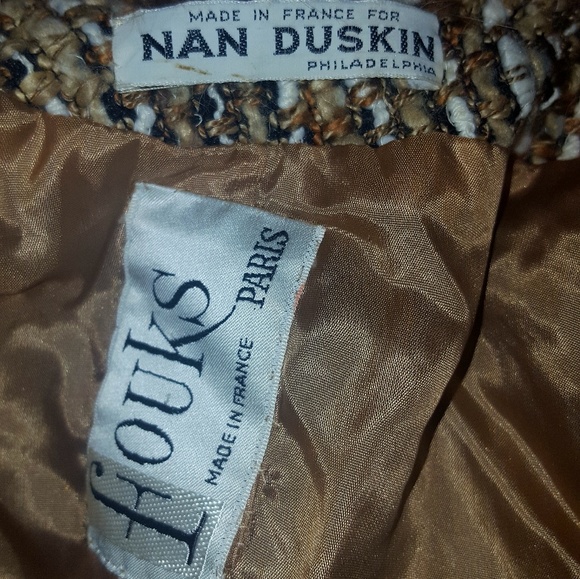 MADE IN FRANCE FOR
NAN DUSKIN
PHILADELPHIA
fouks
PARIS
MADE IN FRANCE